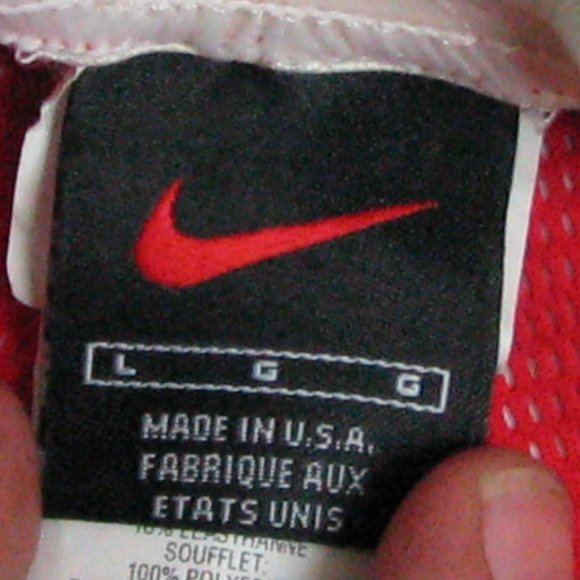 L G G
MADE IN U.S.A.
FABRIQUE AUX
ETATS UNIS
SOUFFLET: